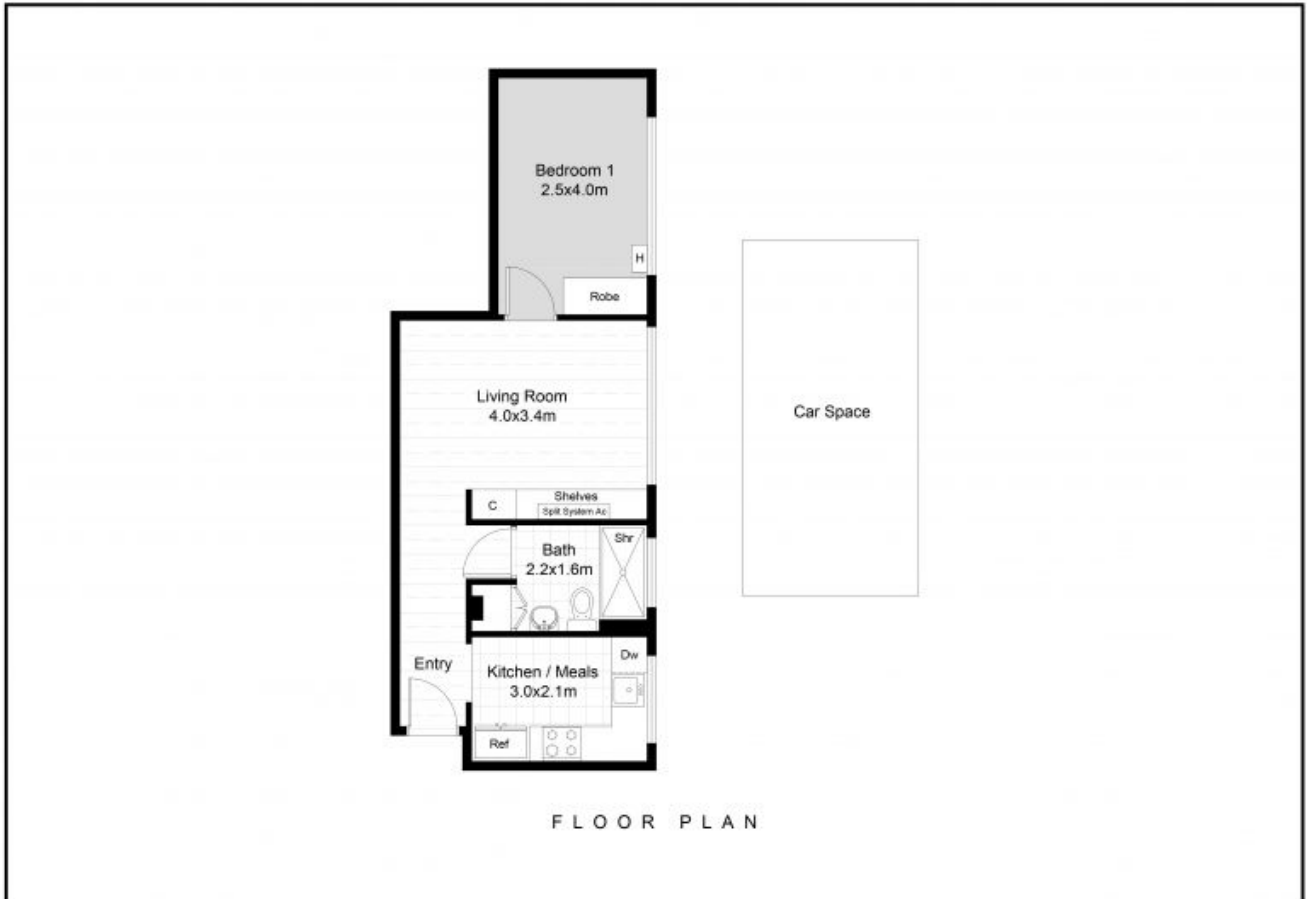 Bedroom 1
2.5x4.0m
H
Robe
Living Room
4.0x3.4m
Car Space
Shelves
C
Split System Ac
Shr
Bath
2.2x1.6m
Entry
Dw
Kitchen / Meals
3.0x2.1m
Ref
FLOOR PLAN